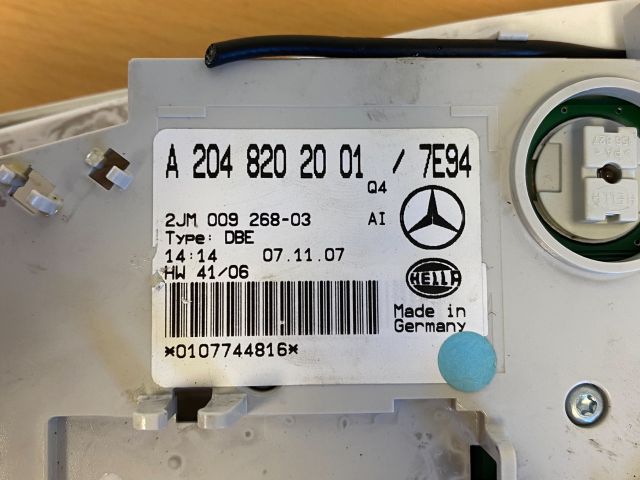 A 204 820 20 01 / 7E94
Q4
2JM 009 268-03 AI
Type: DBE
14:14 07.11.07
HW 41/06
HELLA
Made in
Germany
*0107744816*
HELLA